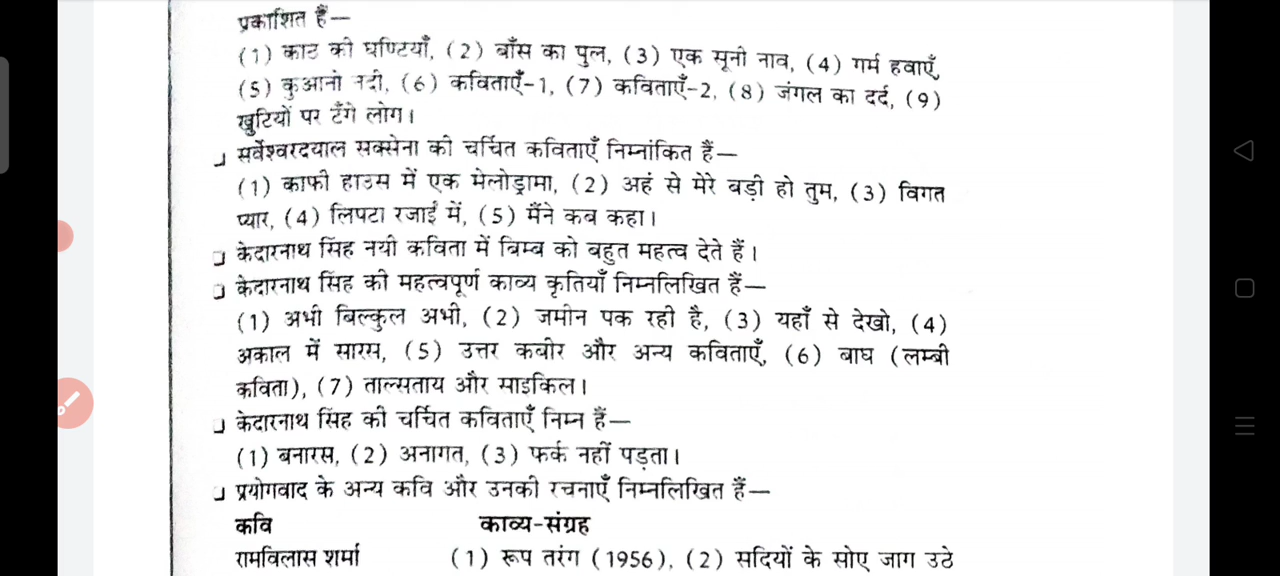 प्रकाशित हैं—
(1) काठ की घण्टियाँ, (2) बाँस का पुल, (3) एक सूनी नाव, (4) गर्म हवाएँ,
(5) कुआनो नदी, (6) कविताएँ-1, (7) कविताएँ-2, (8) जंगल का दर्द, (9)
खुटियों पर टँगे लोग।
सर्वेश्वरदयाल सक्सेना की चर्चित कविताएँ निम्नांकित हैं—
(1) काफी हाउस में एक मेलोड्रामा, (2) अहं से मेरे बड़ी हो तुम, (3) विगत
प्यार, (4) लिपटा रजाई में, (5) मैंने कब कहा।
केदारनाथ सिंह नयी कविता में बिम्ब को बहुत महत्व देते हैं।
केदारनाथ सिंह की महत्वपूर्ण काव्य कृतियाँ निम्नलिखित हैं—
(1) अभी बिल्कुल अभी, (2) जमीन पक रही है, (3) यहाँ से देखो, (4)
अकाल में सारस, (5) उत्तर कबीर और अन्य कविताएँ, (6) बाघ (लम्बी
कविता), (7) ताल्सताय और साइकिल।
केदारनाथ सिंह की चर्चित कविताएँ निम्न हैं—
(1) बनारस, (2) अनागत, (3) फर्क नहीं पड़ता।
प्रयोगवाद के अन्य कवि और उनकी रचनाएँ निम्नलिखित हैं—
कवि काव्य-संग्रह
रामविलास शर्मा (1) रूप तरंग (1956), (2) सदियों के सोए जाग उठे